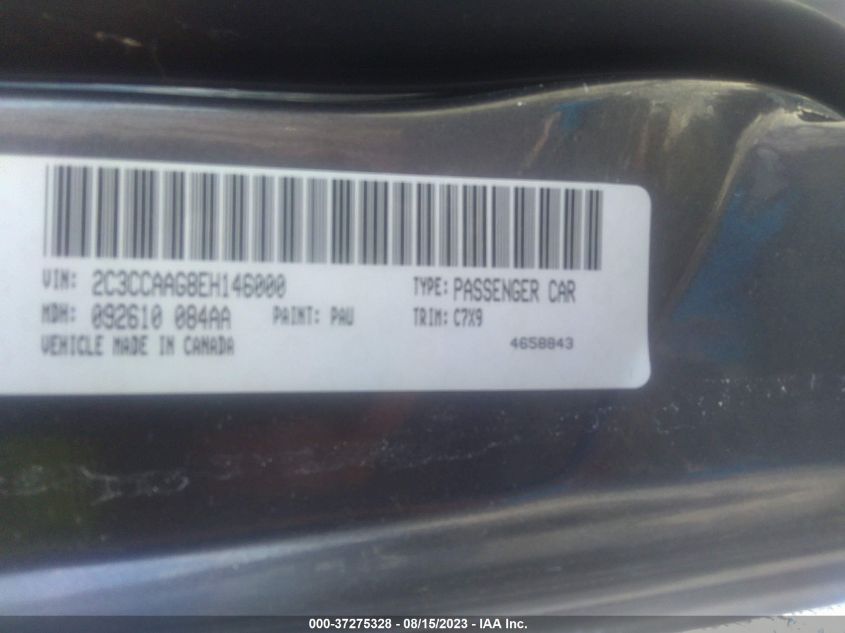 VIN: 2C3CCAAG8EH146000 TYPE: PASSENGER CAR
MDH: 092610 084AA PAINT: PAU TRIM: C7X9
VEHICLE MADE IN CANADA 4658843
000-37275328 - 08/15/2023 - IAA Inc.